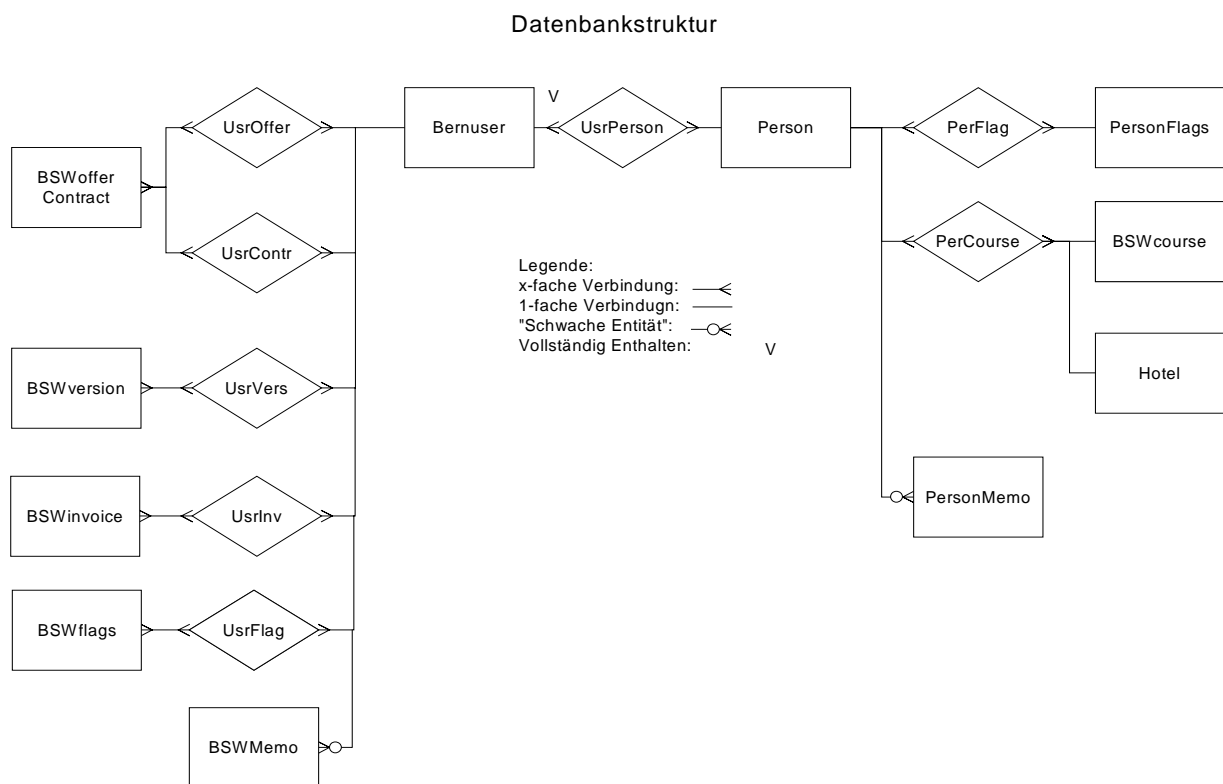 Datenbankstruktur
UsrOffer
Bernuser
V
UsrPerson
Person
PerFlag
PersonFlags
BSWoffer
Contract
UsrContr
PerCourse
BSWcourse
Legende:
x-fache Verbindung:
1-fache Verbindugn:
"Schwache Entität":
Vollständig Enthalten: V
BSWversion
UsrVers
Hotel
BSWinvoice
UsrInv
PersonMemo
BSWflags
UsrFlag
BSWMemo